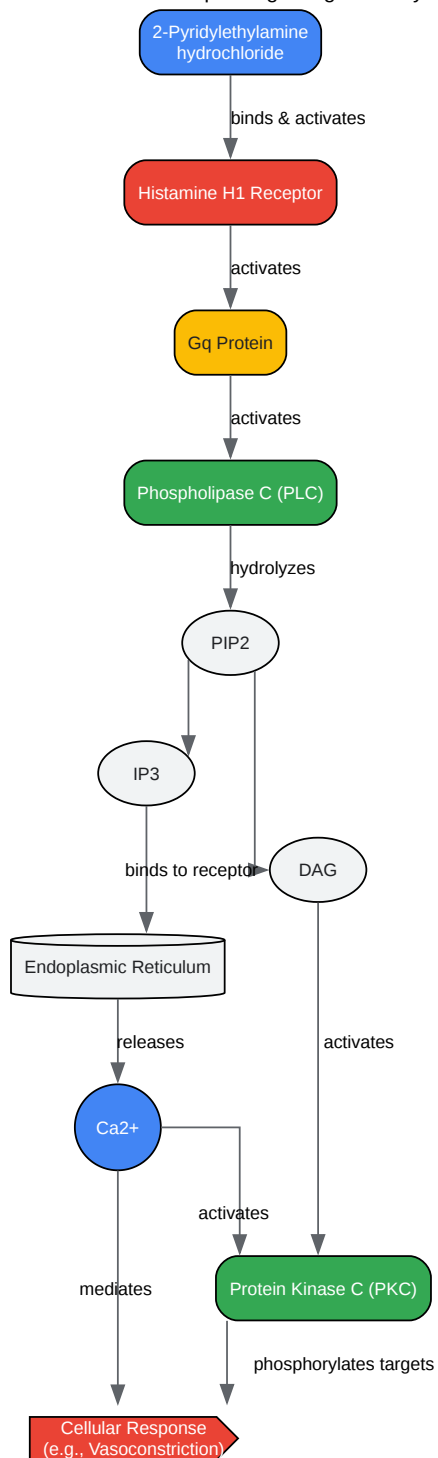 2-Pyridylethylamine
hydrochloride
binds & activates
Histamine H1 Receptor
activates
Gq Protein
activates
Phospholipase C (PLC)
hydrolyzes
PIP2
IP3
binds to receptor
DAG
Endoplasmic Reticulum
releases
activates
Ca2+
activates
mediates
Protein Kinase C (PKC)
phosphorylates targets
Cellular Response
(e.g., Vasoconstriction)